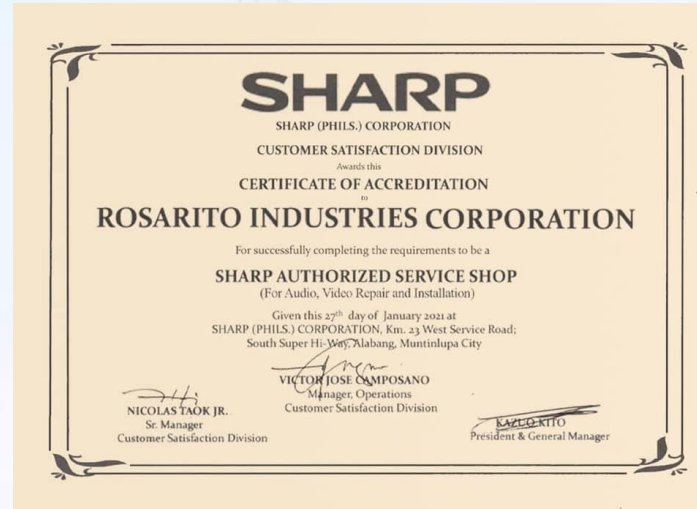 SHARP
SHARP (PHILS.) CORPORATION
CUSTOMER SATISFACTION DIVISION
Awards this
CERTIFICATE OF ACCREDITATION
to
ROSARITO INDUSTRIES CORPORATION
For successfully completing the requirements to be a
SHARP AUTHORIZED SERVICE SHOP
(For Audio, Video Repair and Installation)
Given this 27th day of January 2021 at
SHARP (PHILS.) CORPORATION, Km. 23 West Service Road;
South Super Hi-Way, Alabang, Muntinlupa City
VICTOR JOSE CAMPOSANO
Manager, Operations
Customer Satisfaction Division
NICOLAS TAOK JR.
Sr. Manager
Customer Satisfaction Division
KAZUO KITO
President & General Manager